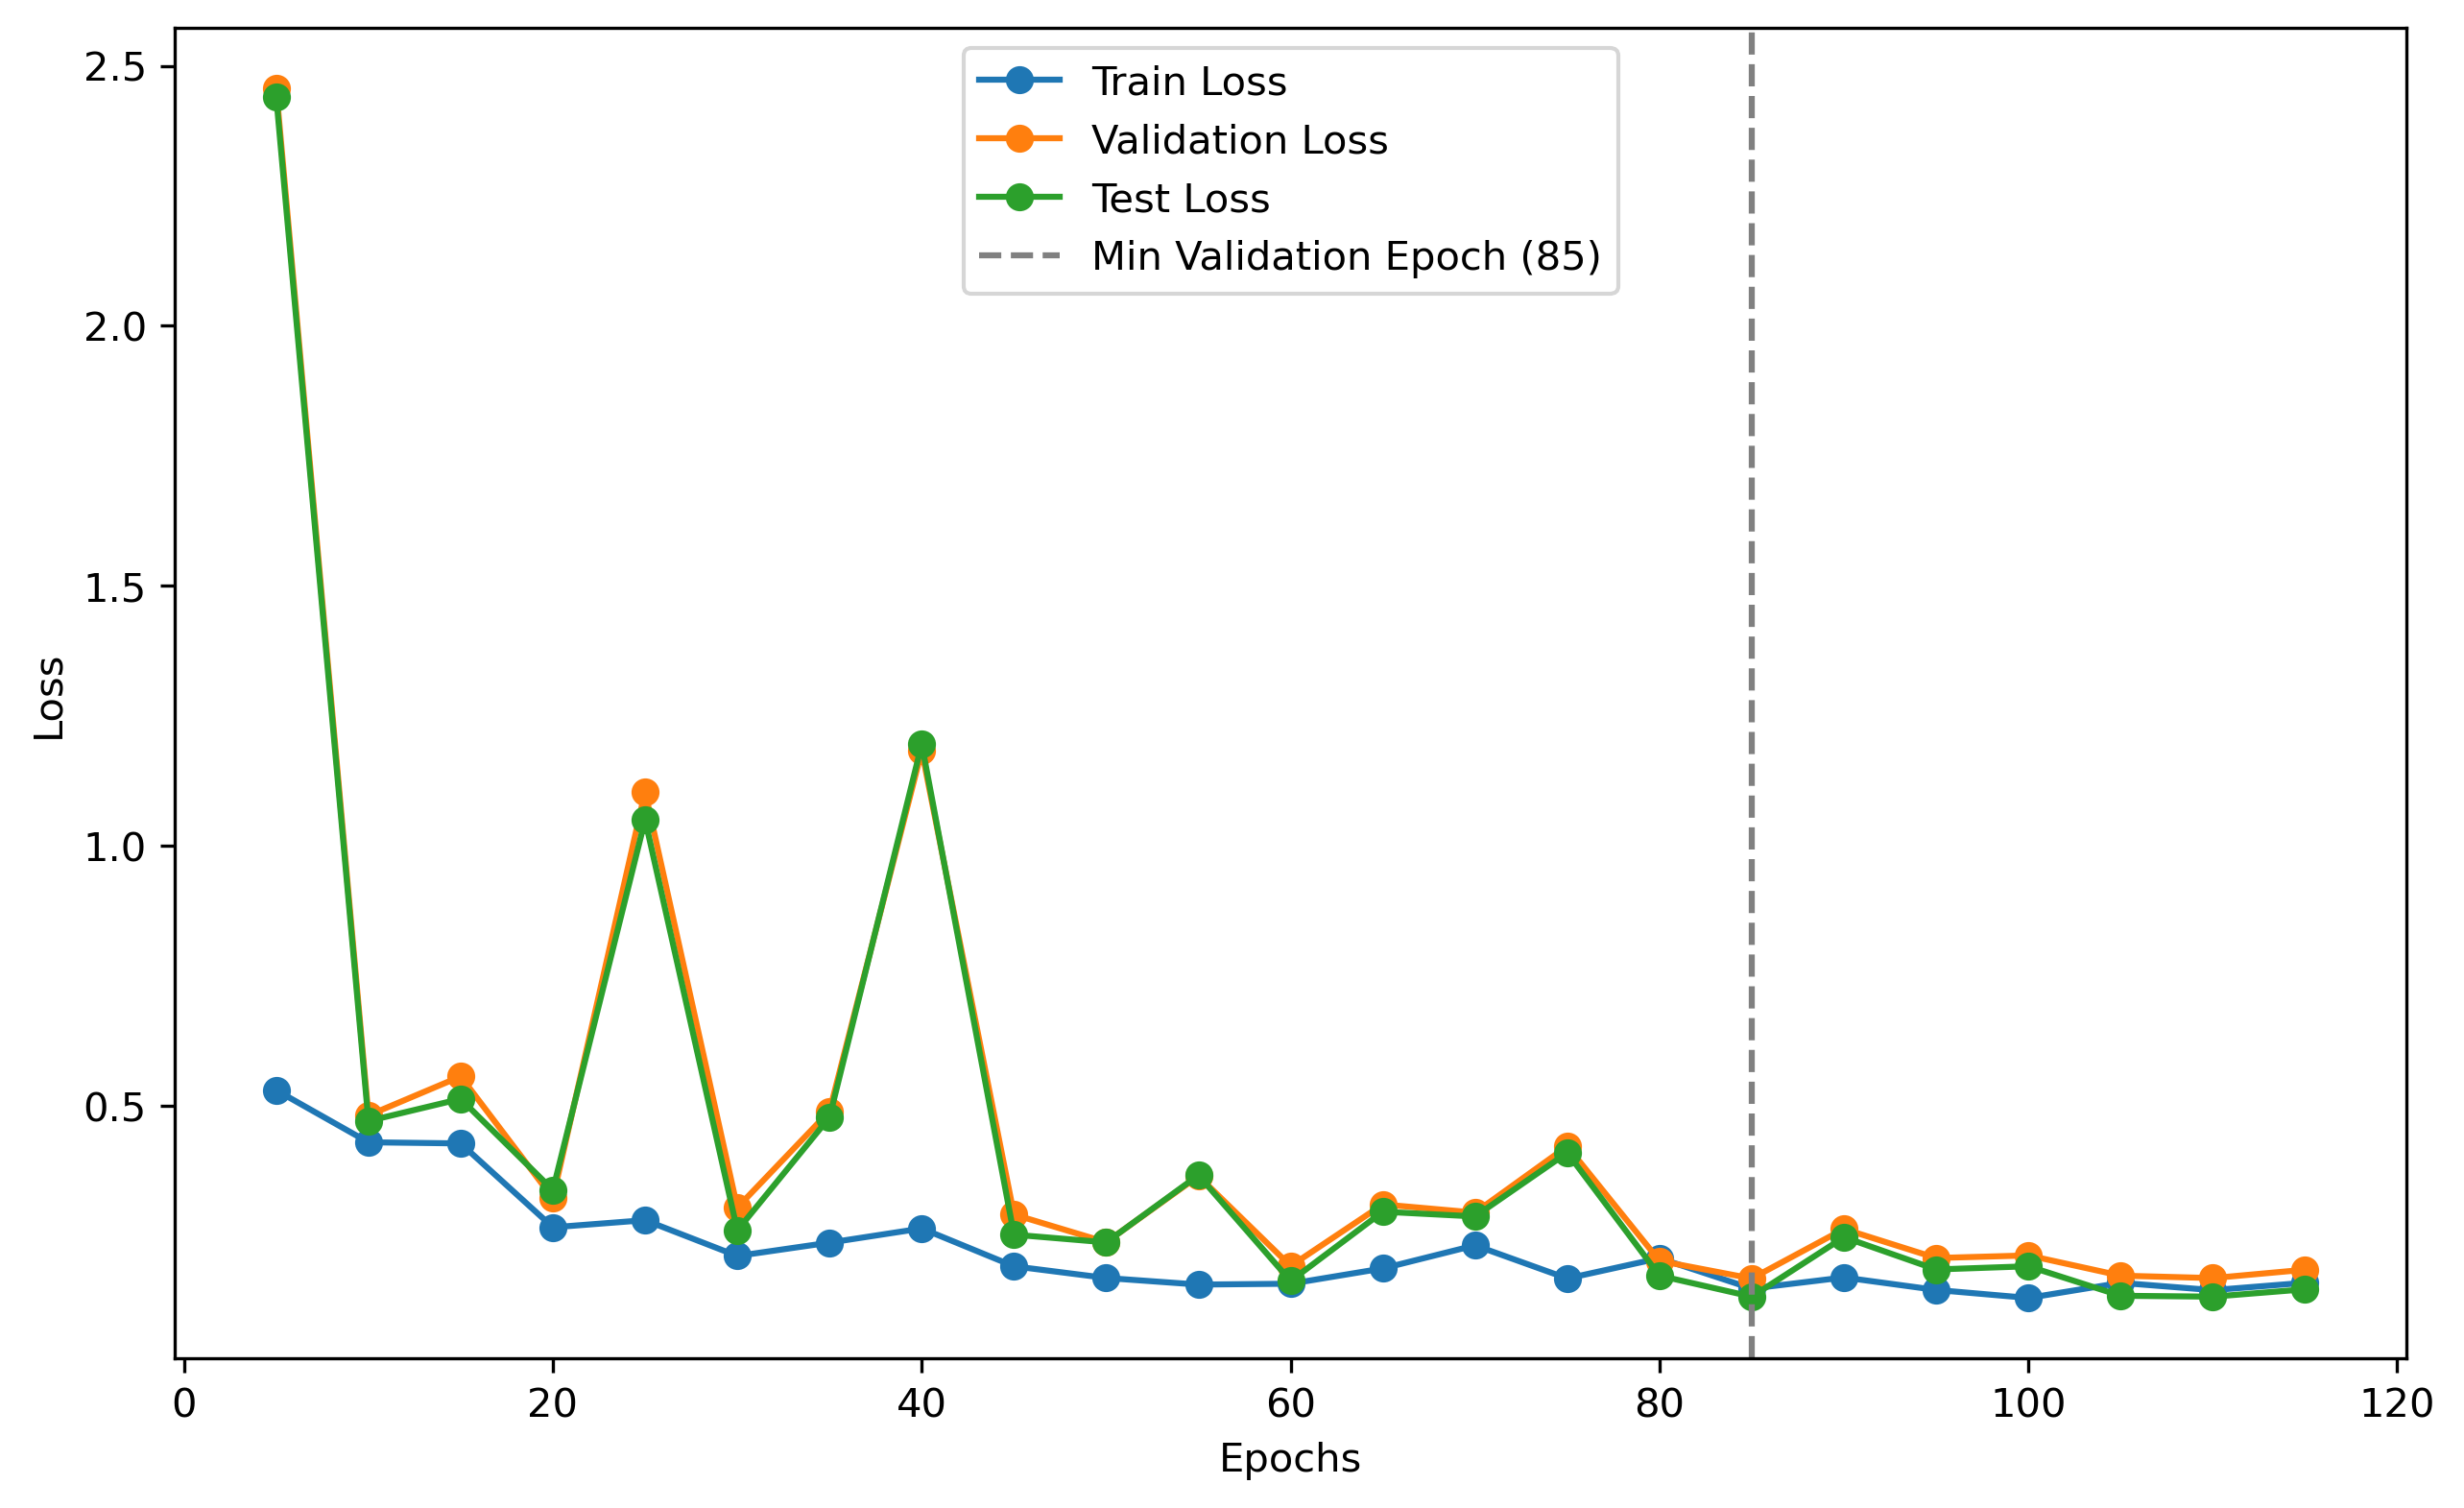 2.5
2.0
1.5
1.0
0.5
Loss
Train Loss
Validation Loss
Test Loss
Min Validation Epoch (85)
0 20 40 60 80 100 120
Epochs